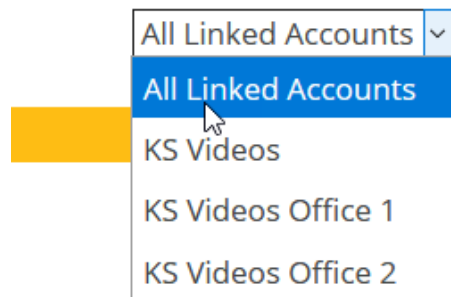 All Linked Accounts
All Linked Accounts
KS Videos
KS Videos Office 1
KS Videos Office 2